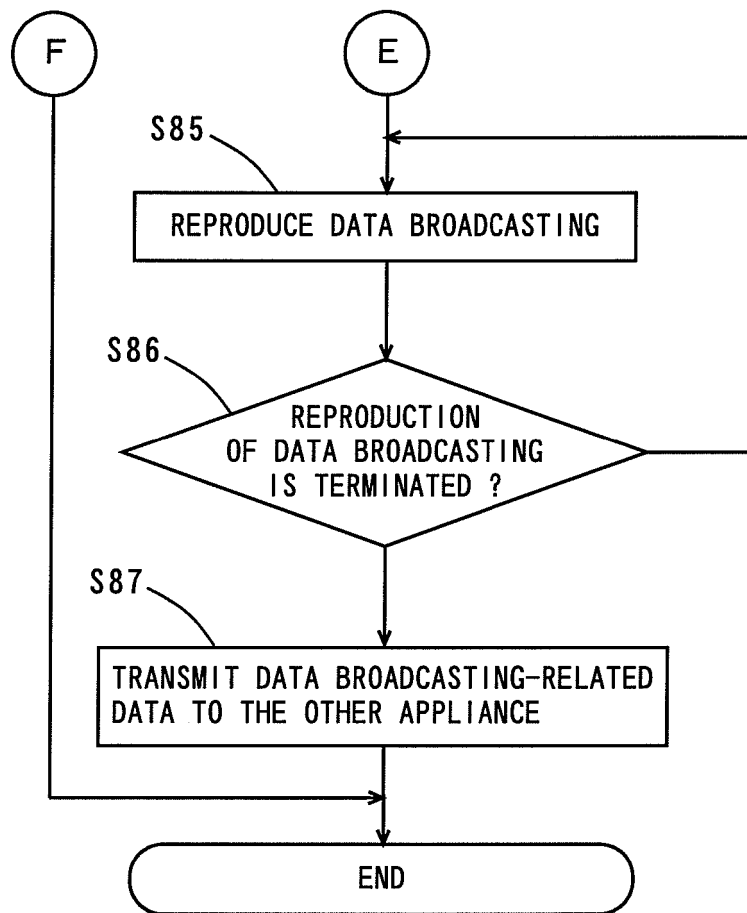 F
E
S85
REPRODUCE DATA BROADCASTING
S86
REPRODUCTION
OF DATA BROADCASTING
IS TERMINATED ?
S87
TRANSMIT DATA BROADCASTING-RELATED
DATA TO THE OTHER APPLIANCE
END